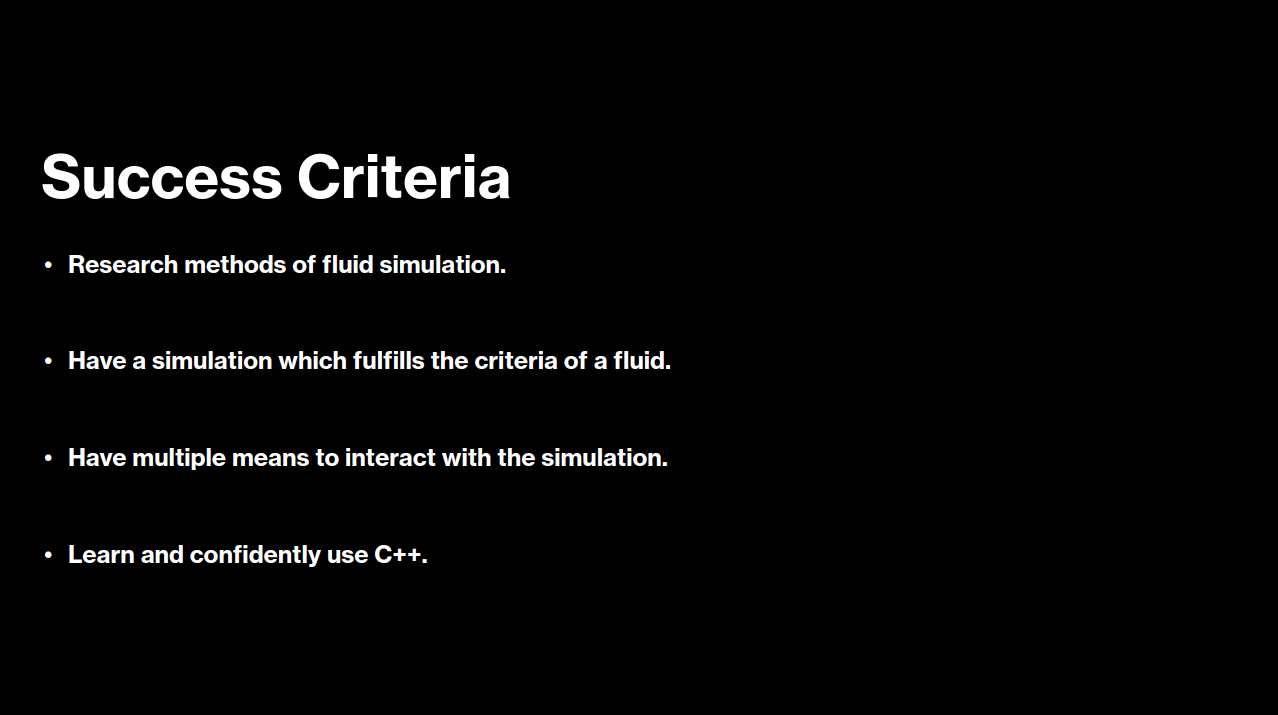 Success Criteria
• Research methods of fluid simulation.
• Have a simulation which fulfills the criteria of a fluid.
• Have multiple means to interact with the simulation.
• Learn and confidently use C++.